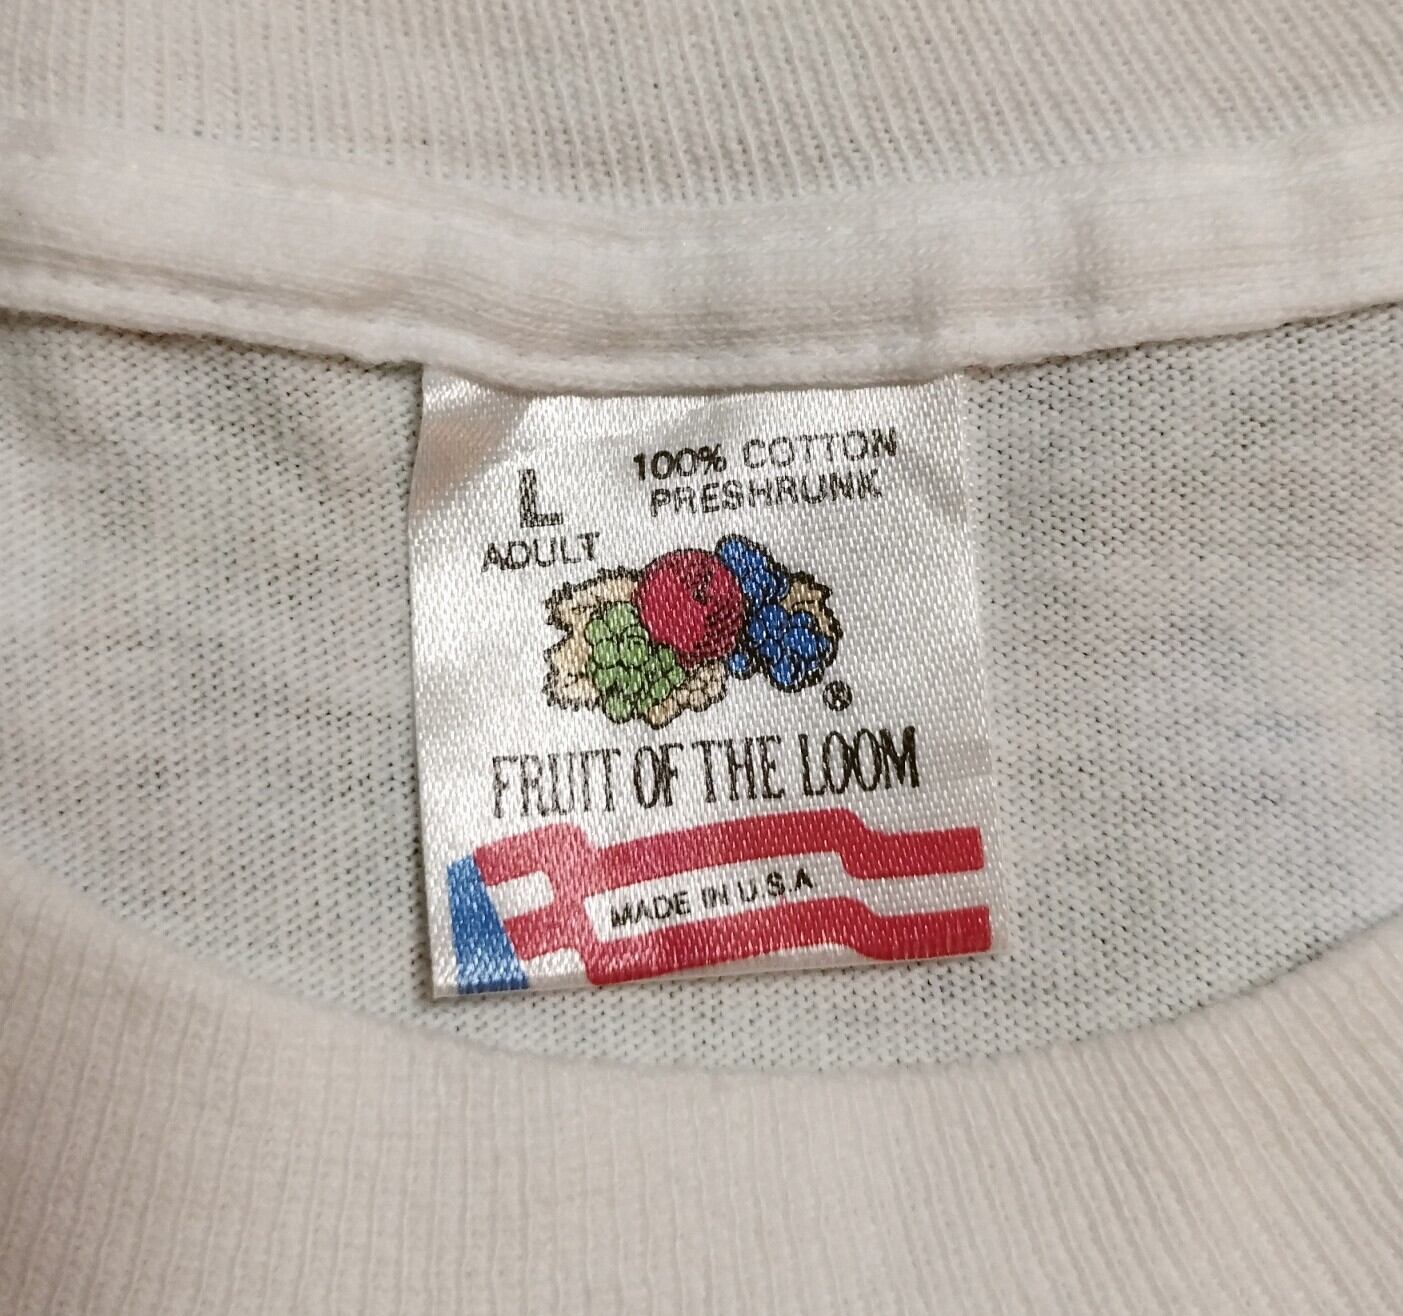 100% COTTON
PRESHRUNK
L
ADULT
®
FRUIT OF THE LOOM
MADE IN U.S.A